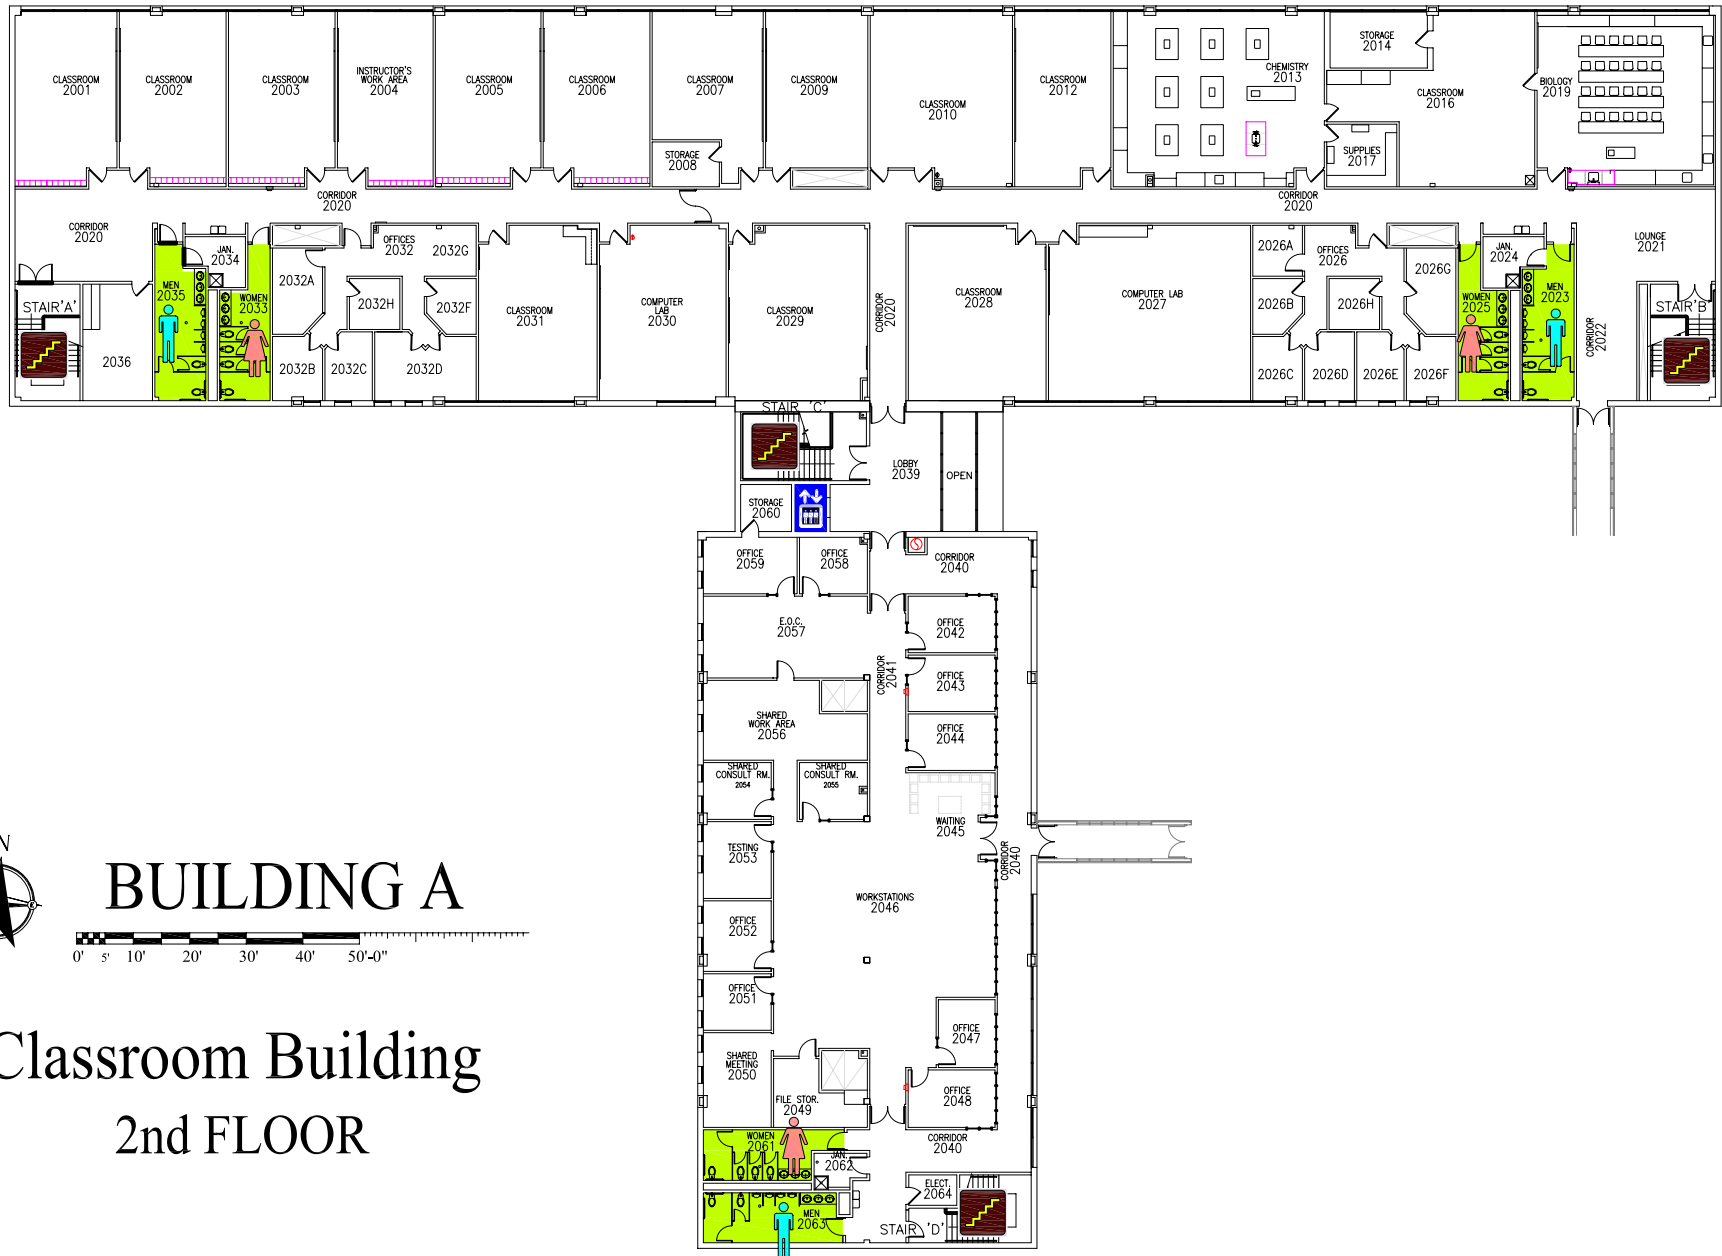 CLASSROOM
2001
CLASSROOM
2002
CLASSROOM
2003
INSTRUCTOR'S
WORK AREA
2004
CLASSROOM
2005
CLASSROOM
2006
CLASSROOM
2007
STORAGE
2008
CLASSROOM
2009
CLASSROOM
2010
CLASSROOM
2012
CHEMISTRY
2013
STORAGE
2014
CLASSROOM
2016
SUPPLIES
2017
BIOLOGY
2019
CORRIDOR
2020
CORRIDOR
2020
CORRIDOR
2020
LOUNGE
2021
STAIR'A'
2036
MEN
2035
JAN.
2034
WOMEN
2033
2032A
OFFICES
2032
2032G
2032H
2032F
2032B
2032C
2032D
CLASSROOM
2031
COMPUTER
LAB
2030
CLASSROOM
2029
CORRIDOR
2020
CLASSROOM
2028
COMPUTER LAB
2027
2026A
OFFICES
2026
2026G
2026B
2026H
2026C
2026D
2026E
2026F
WOMEN
2025
JAN.
2024
MEN
2023
CORRIDOR
2022
STAIR'B'
STAIR 'C'
LOBBY
2039
OPEN
STORAGE
2060
OFFICE
2059
OFFICE
2058
CORRIDOR
2040
E.O.C.
2057
OFFICE
2042
CORRIDOR
2041
OFFICE
2043
SHARED
WORK AREA
2056
OFFICE
2044
SHARED
CONSULT RM.
2054
SHARED
CONSULT RM.
2055
WAITING
2045
TESTING
2053
CORRIDOR
2040
WORKSTATIONS
2046
OFFICE
2052
OFFICE
2051
OFFICE
2047
SHARED
MEETING
2050
FILE STOR.
2049
OFFICE
2048
WOMEN
2061
JAN.
2062
CORRIDOR
2040
ELECT.
2064
MEN
2063
STAIR 'D'
N
E
BUILDING A
0' 5' 10' 20' 30' 40' 50'-0"
Classroom Building
2nd FLOOR